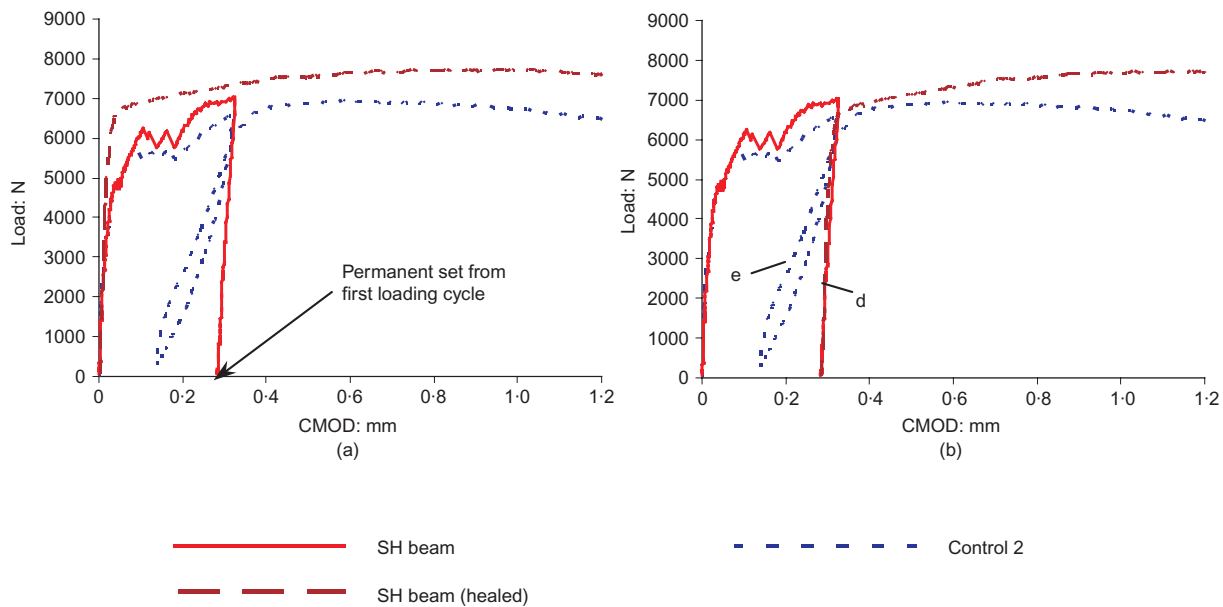 9000
8000
7000
6000
5000
4000
3000
2000
1000
0
Load: N
Permanent set from
first loading cycle
0
0·2
0·4
0·6
0·8
1·0
1·2
CMOD: mm
(a)
9000
8000
7000
6000
5000
4000
3000
2000
1000
0
Load: N
e
d
0
0·2
0·4
0·6
0·8
1·0
1·2
CMOD: mm
(b)
SH beam
Control 2
SH beam (healed)